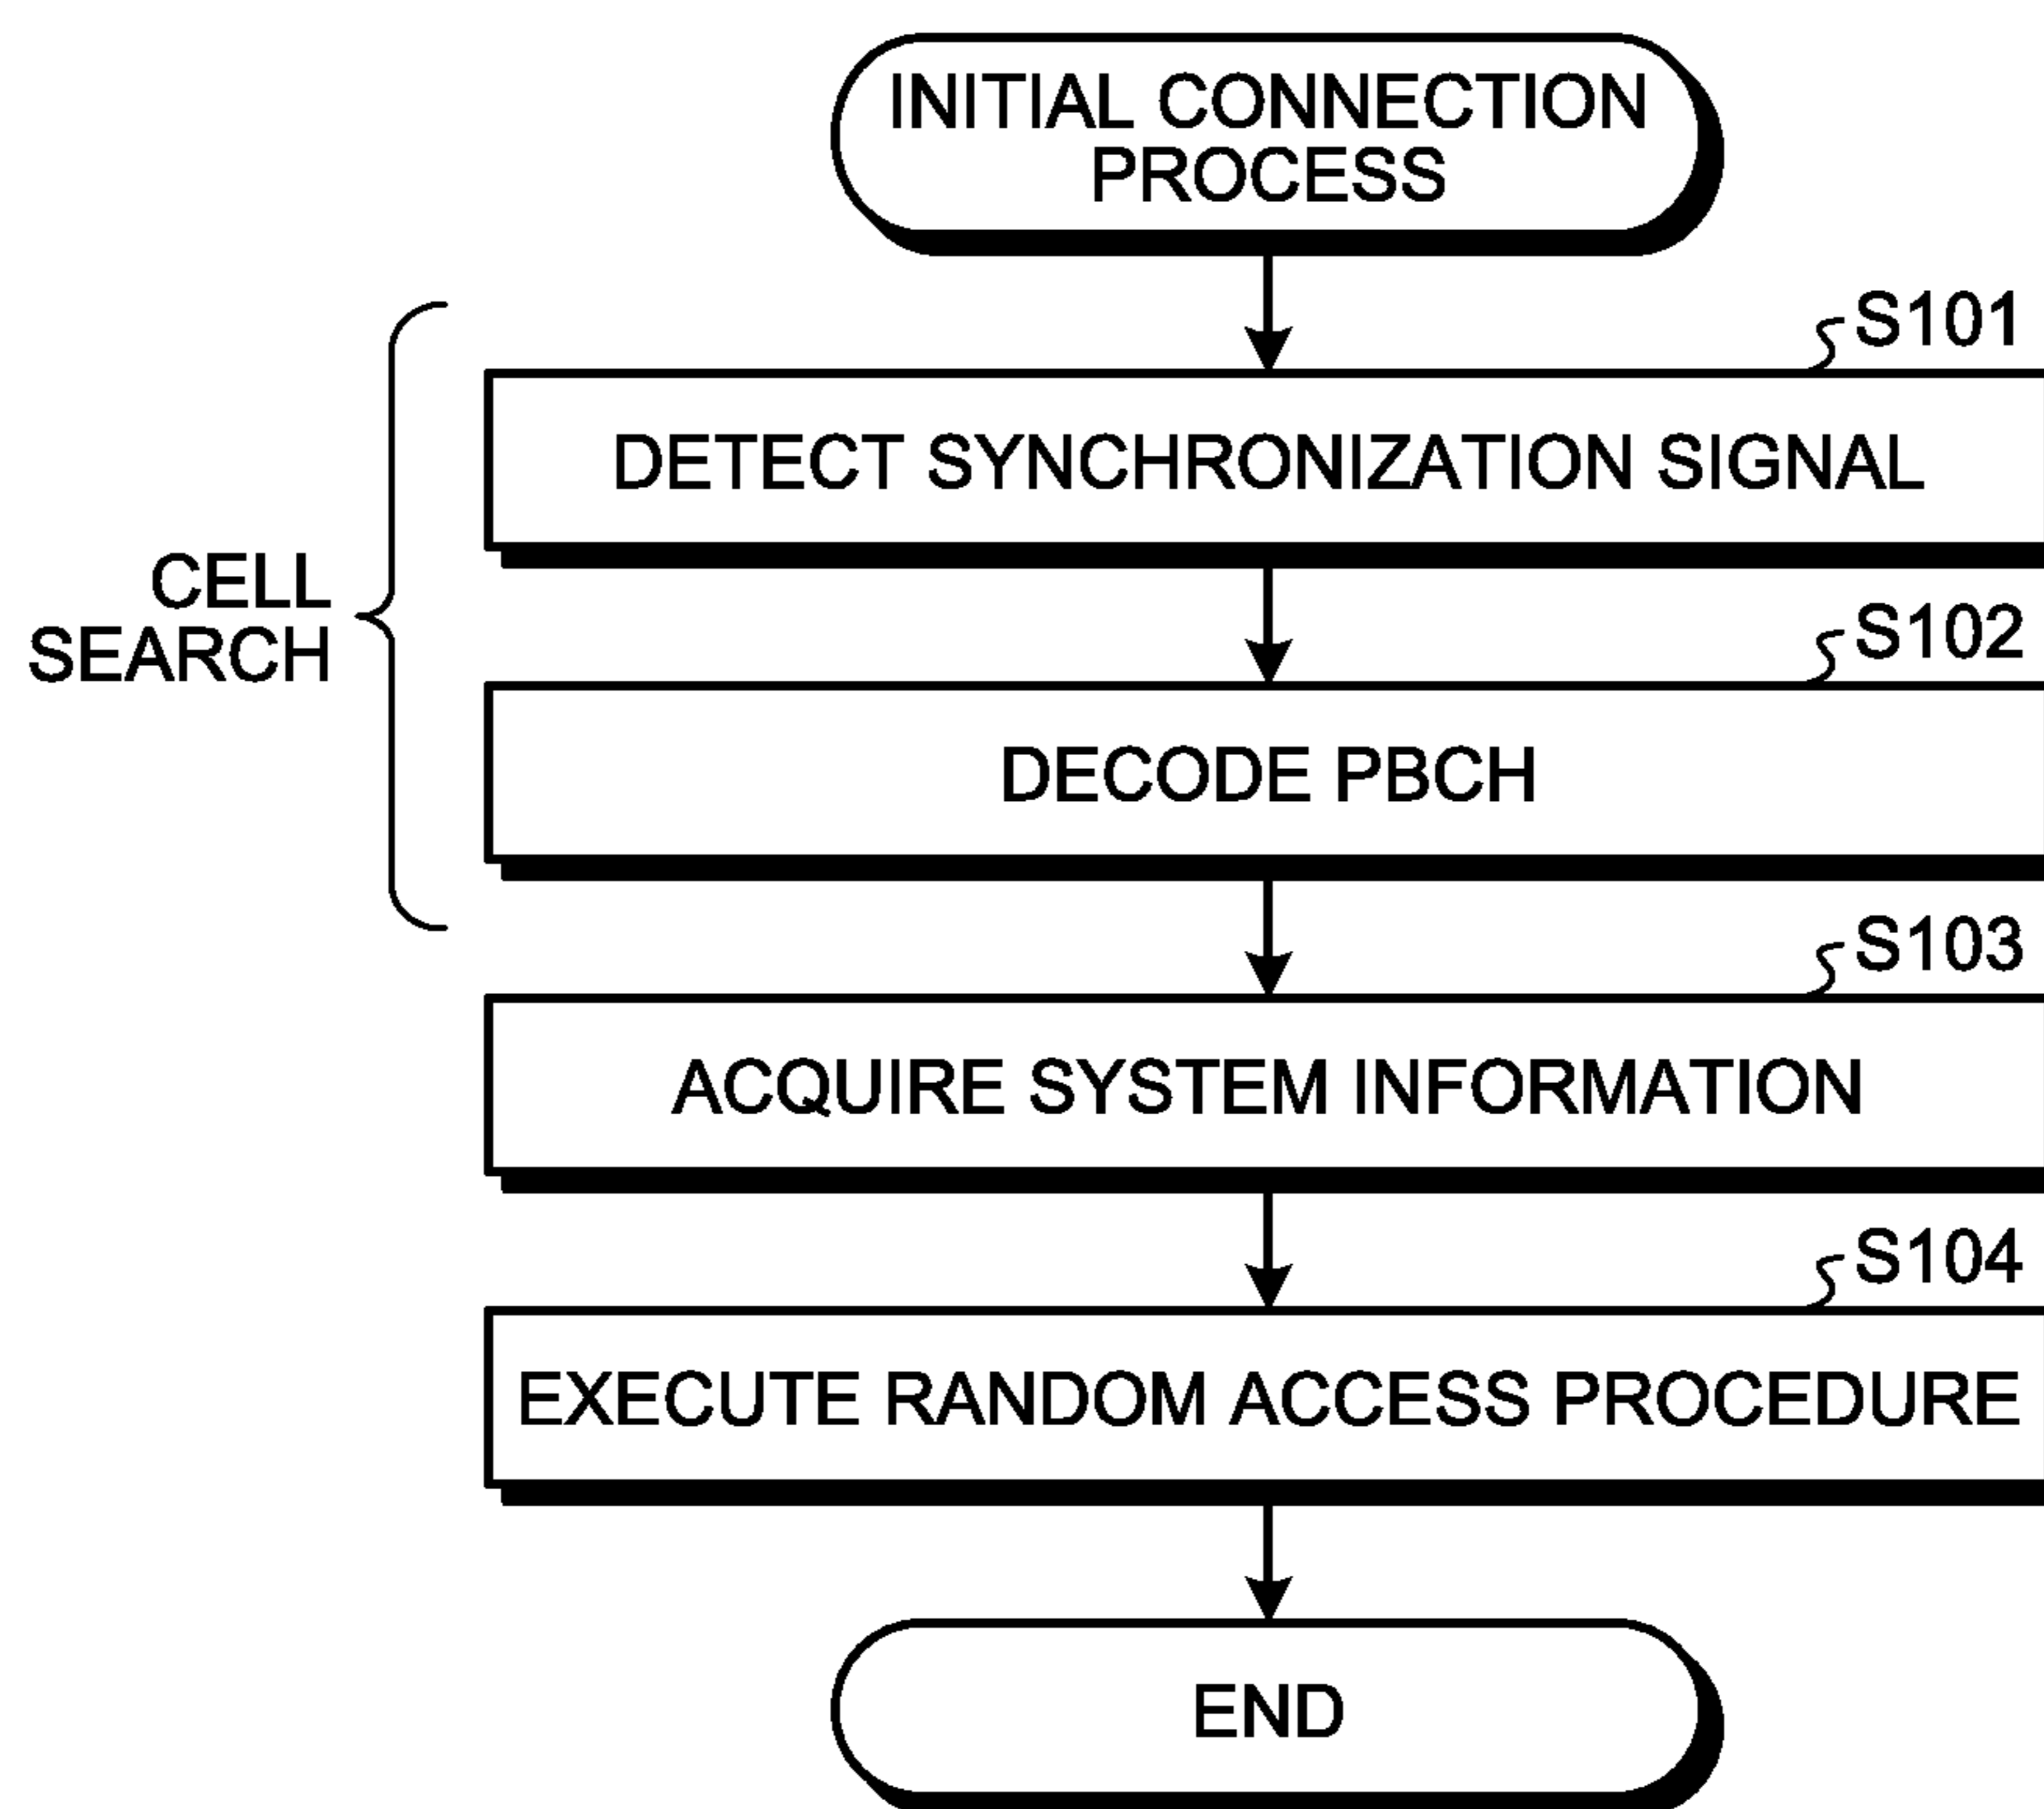 INITIAL CONNECTION
PROCESS
S101
DETECT SYNCHRONIZATION SIGNAL
CELL
SEARCH
S102
DECODE PBCH
S103
ACQUIRE SYSTEM INFORMATION
S104
EXECUTE RANDOM ACCESS PROCEDURE
END